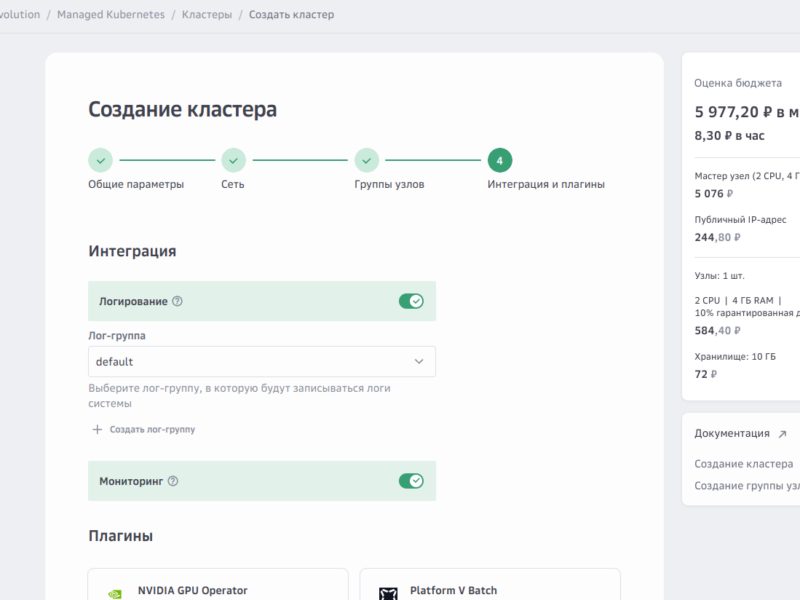 volution / Managed Kubernetes / Кластеры / Создать кластер
Создание кластера
Общие параметры
Сеть
Группы узлов
4
Интеграция и плагины
Интеграция
Логирование
Лог-группа
default
Выберите лог-группу, в которую будут записываться логи
системы
+ Создать лог-группу
Мониторинг
Плагины
NVIDIA GPU Operator
Platform V Batch
Оценка бюджета
5 977,20 ₽ в м
8,30 ₽ в час
Мастер узел (2 CPU, 4 Г
5 076 ₽
Публичный IP-адрес
244,80 ₽
Узлы: 1 шт.
2 CPU | 4 ГБ RAM |
10% гарантированная д
584,40 ₽
Хранилище: 10 ГБ
72 ₽
Документация
Создание кластера
Создание группы узл